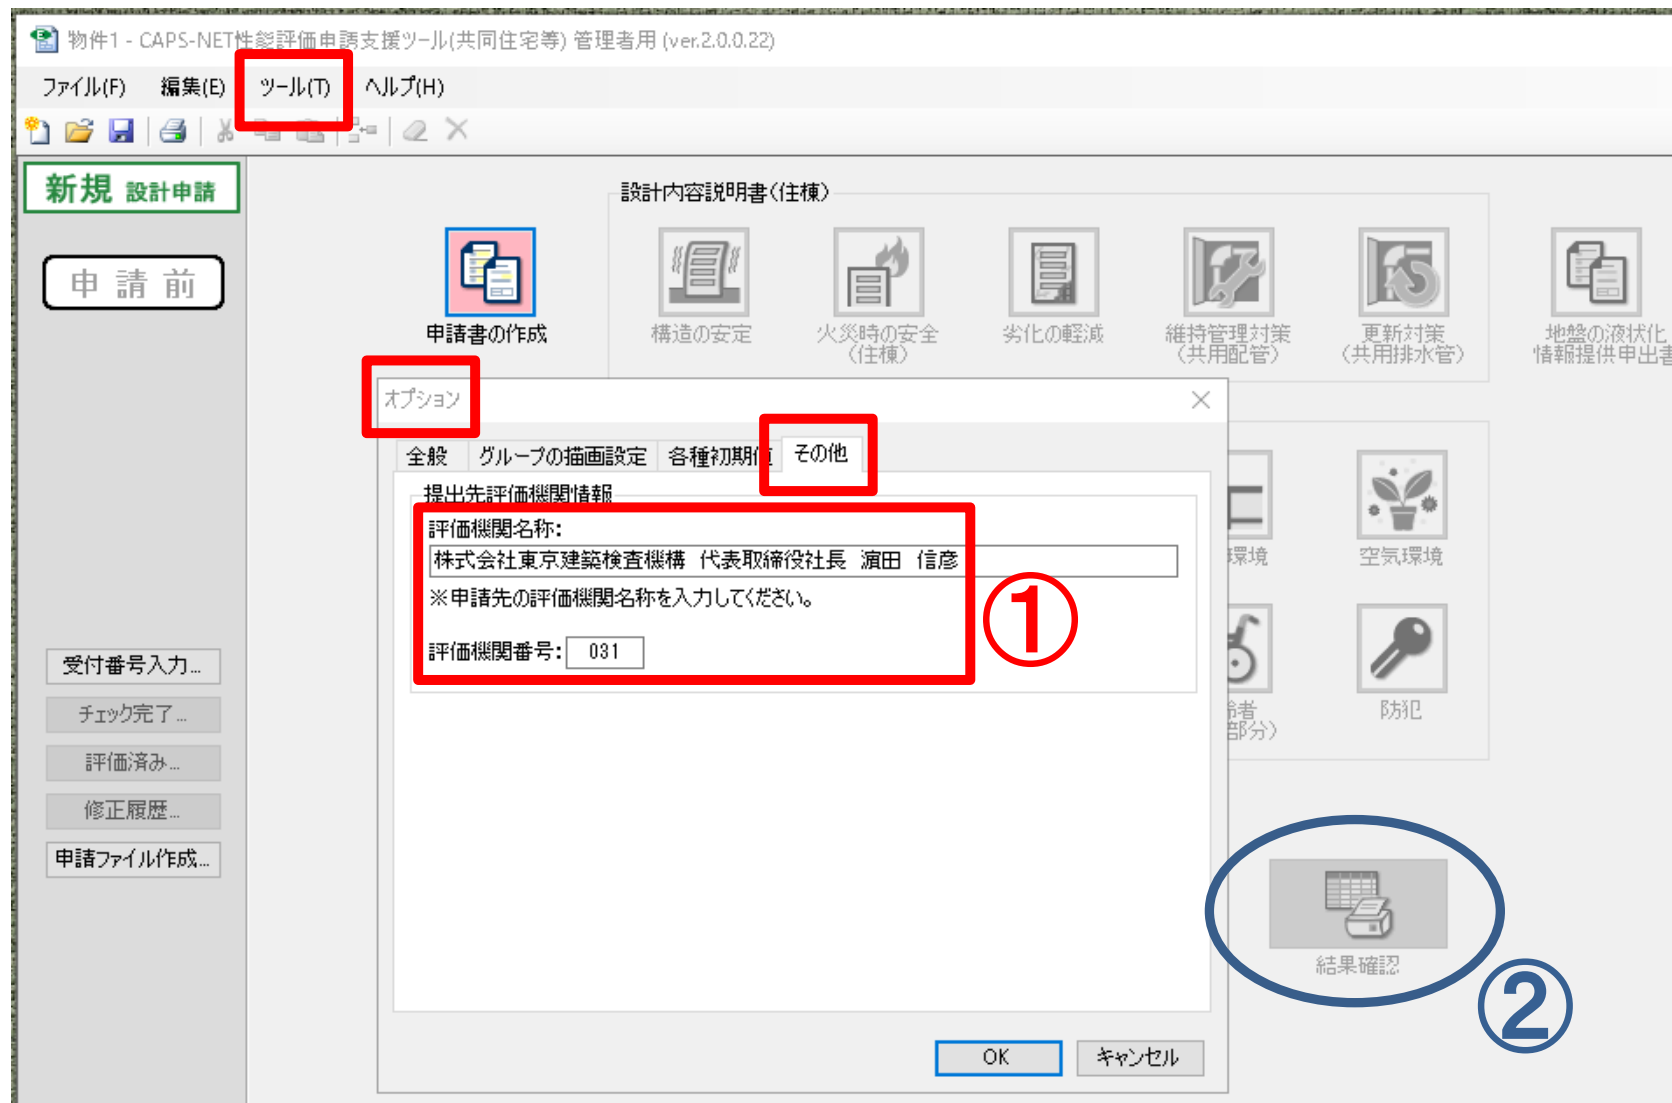 物件1 - CAPS-NET性能評価申請支援ツール(共同住宅等) 管理者用 (ver.2.0.0.22)
ファイル(F) 編集(E) ツール(T) ヘルプ(H)
新規 設計申請
申請前
設計内容説明書(住棟)
申請書の作成
構造の安定
火災時の安全
(住棟)
劣化の軽減
維持管理対策
(共用配管)
更新対策
(共用排水管)
地盤の液状化
情報提供申出書
オプション
全般 グループの描画設定 各種初期値 その他
提出先評価機関情報
評価機関名称:
株式会社東京建築検査機構 代表取締役社長 濵田 信彦
※申請先の評価機関名称を入力してください。
評価機関番号: 031
①
環境
空気環境
齢者
部分)
防犯
受付番号入力...
チェック完了...
評価済み...
修正履歴...
申請ファイル作成...
結果確認
②
OK キャンセル